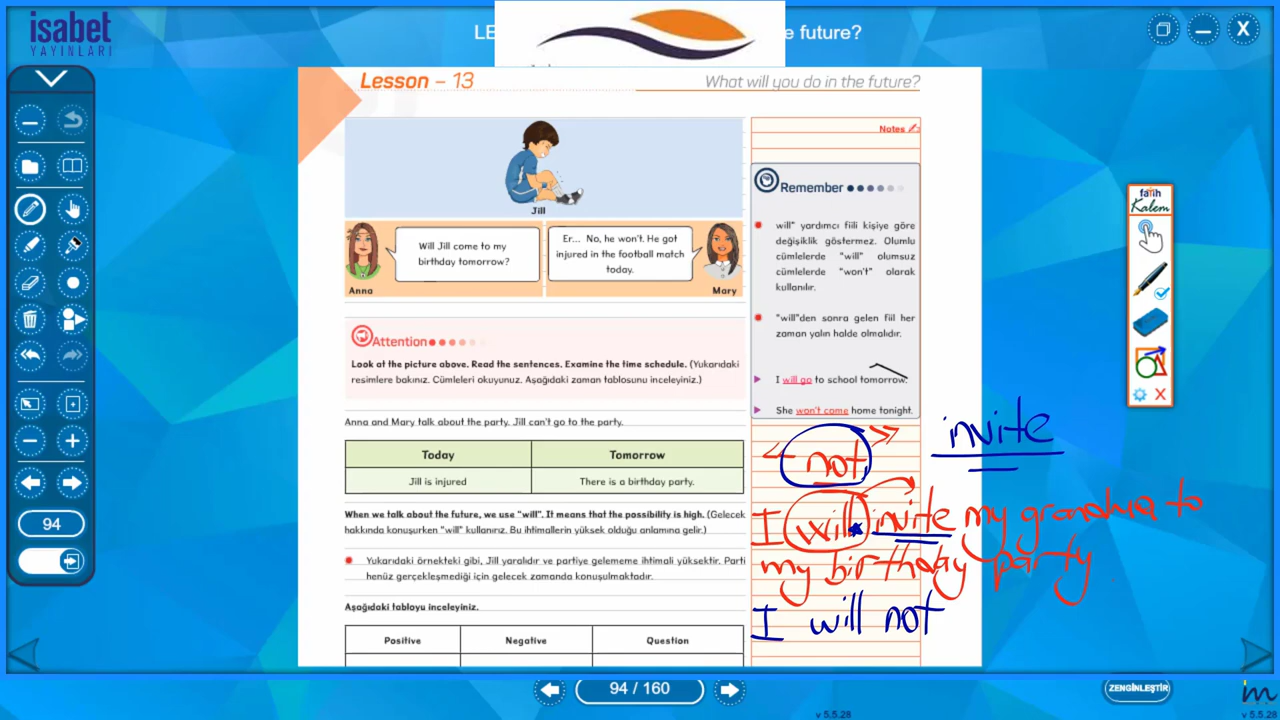 isabet
YAYINLARI
LE
e future?
Lesson – 13
What will you do in the future?
Jill
Will Jill come to my
birthday tomorrow?
Er... No, he won't. He got
injured in the football match
today.
Anna
Mary
Attention
Look at the picture above. Read the sentences. Examine the time schedule. (Yukarıdaki
resimlere bakınız. Cümleleri okuyunuz. Aşağıdaki zaman tablosunu inceleyiniz.)
Anna and Mary talk about the party. Jill can't go to the party.
Today
Tomorrow
Jill is injured
There is a birthday party.
When we talk about the future, we use "will". It means that the possibility is high. (Gelecek
hakkında konuşurken "will" kullanırız. Bu ihtimallerin yüksek olduğu anlamına gelir.)
Yukarıdaki örnekteki gibi, Jill yaralıdır ve partiye gelememe ihtimali yüksektir. Parti
henüz gerçekleşmediği için gelecek zamanda konuşulmaktadır.
Aşağıdaki tabloyu inceleyiniz.
Positive
Negative
Question
Notes
Remember
will" yardımcı fiili kişiye göre
değişiklik göstermez. Olumlu
cümlelerde "will" olumsuz
cümlelerde "won't" olarak
kullanılır.
"will"den sonra gelen fiil her
zaman yalın halde olmalıdır.
I will go to school tomorrow.
She won't come home tonight.
invite
not
I will invite my grandpa to
my birthday party
I will not
fatih
Kalem
94
94 / 160
ZENGİNLEŞTİR
v 5.5.28
im
v 5.5.28